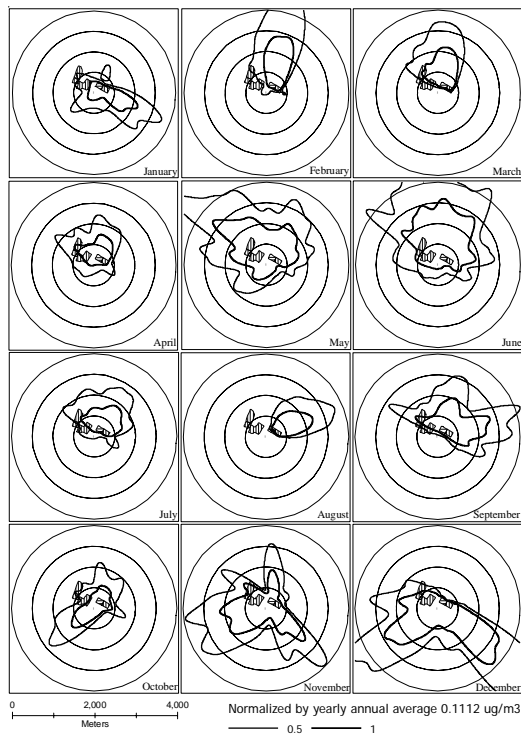 January
February
March
April
May
June
July
August
September
October
November
December
0 2,000 4,000
Meters
Normalized by yearly annual average 0.1112 ug/m3
0.5 1